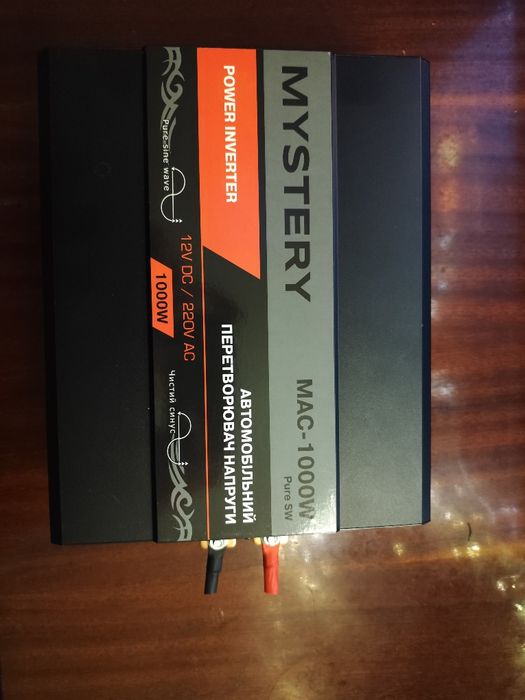 MYSTERY
MAC-1000W
Pure SW
POWER INVERTER
АВТОМОБІЛЬНИЙ
ПЕРЕТВОРЮВАЧ НАПРУГИ
Pure sine wave
12V DC / 220V AC
1000W
Чистий синус